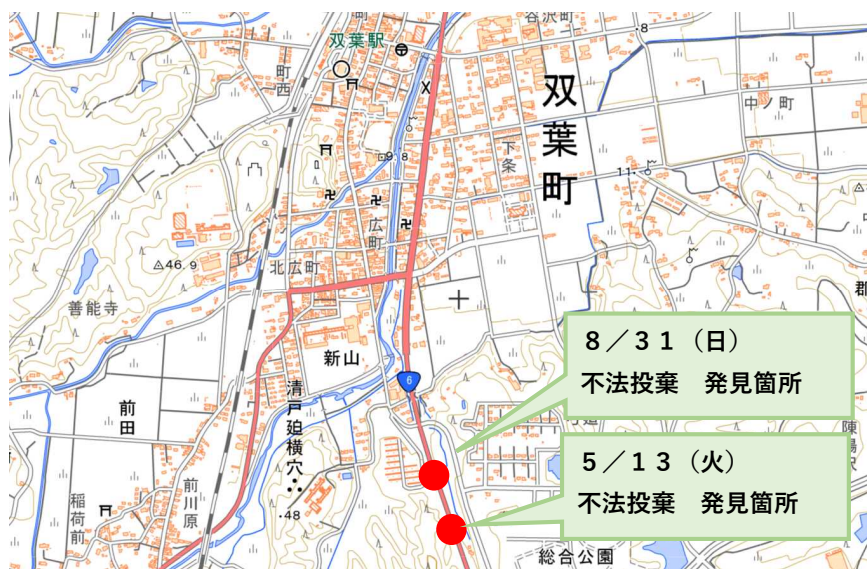 谷沢町
.8
双葉駅
町西
X
双葉町
中ノ町
下条
9.8
11.
広町
46.9
北広町
善能寺
郡
8／31（日）
不法投棄　発見箇所
新山
6
清戸廹横穴
前田
5／13（火）
不法投棄　発見箇所
前川原
稲荷前
.48
総合公園